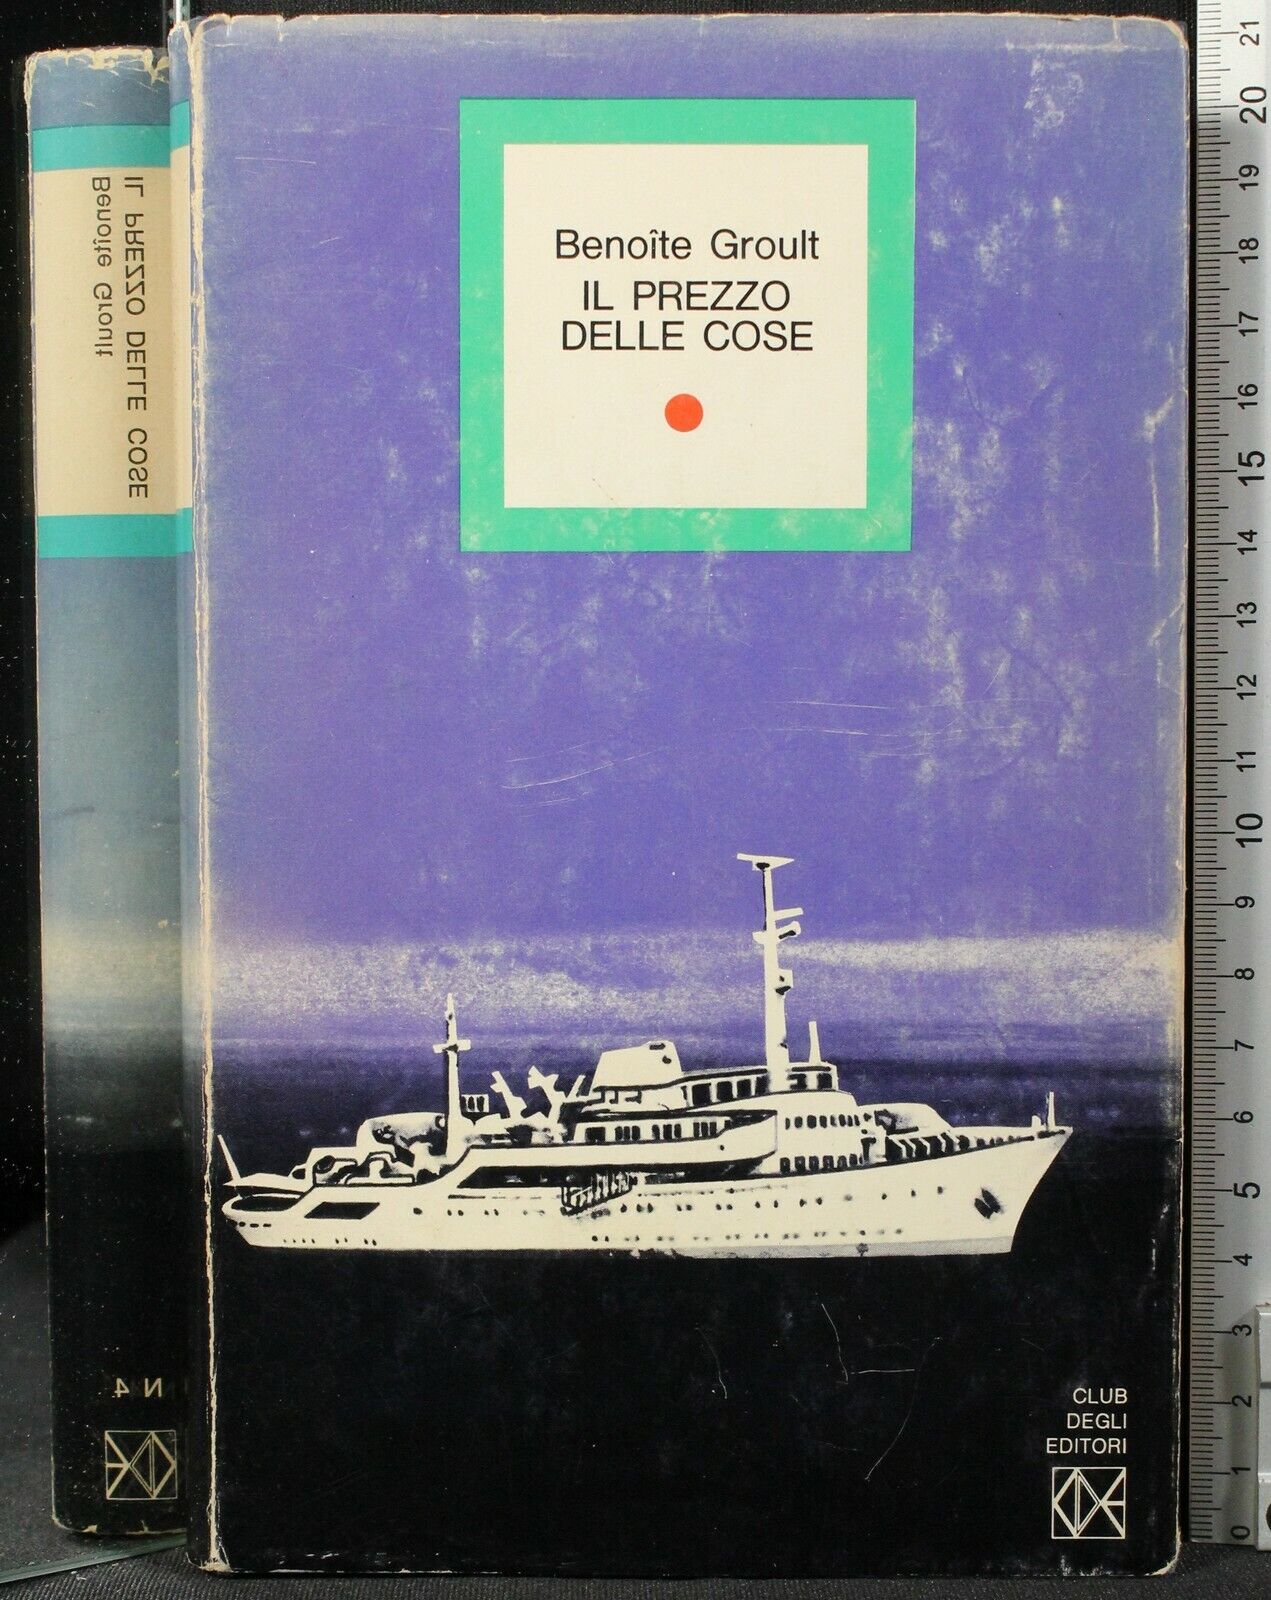 Benoîte Groult
IL PREZZO
DELLE COSE
CLUB
DEGLI
EDITORI
IL PREZZO DELLE COSE
Benoîte Groult
N 4
21
20
19
18
17
16
15
14
13
12
11
10
9
8
7
6
5
4
3
2
1
0